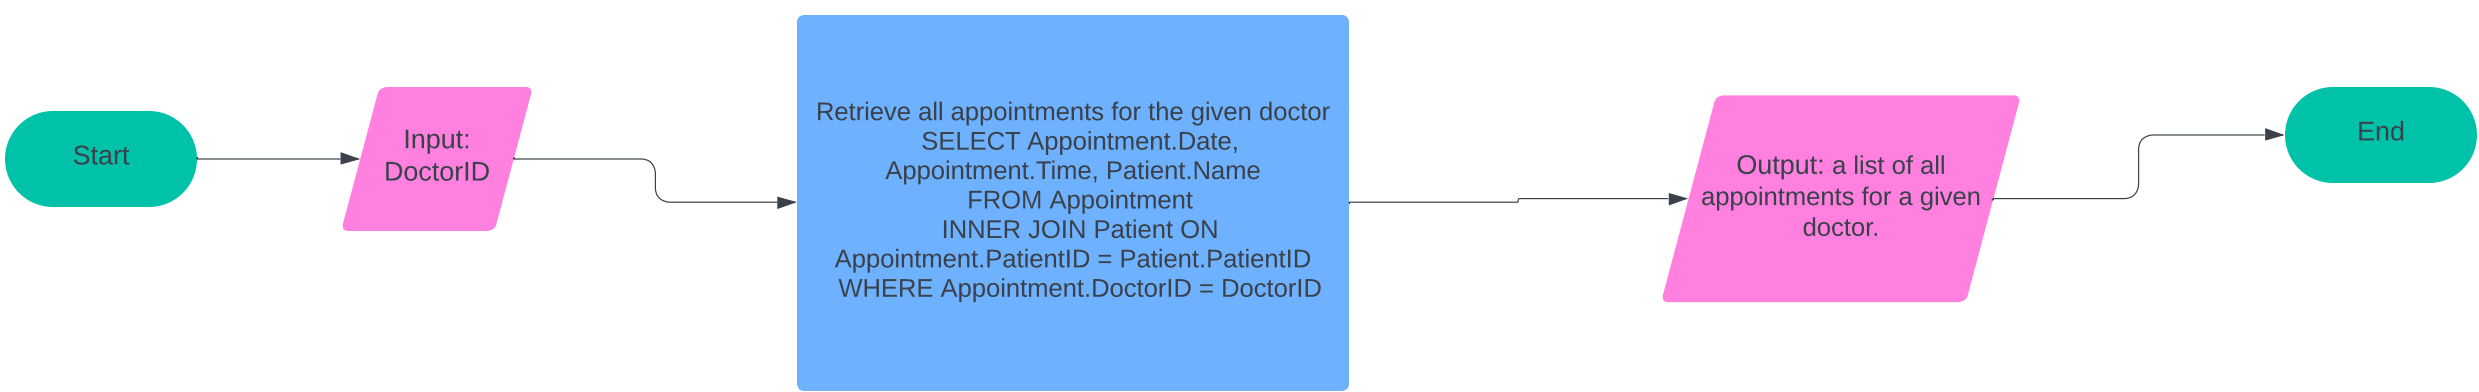 Start
Input:
DoctorID
Retrieve all appointments for the given doctor
SELECT Appointment.Date,
Appointment.Time, Patient.Name
FROM Appointment
INNER JOIN Patient ON
Appointment.PatientID = Patient.PatientID
WHERE Appointment.DoctorID = DoctorID
Output: a list of all
appointments for a given
doctor.
End